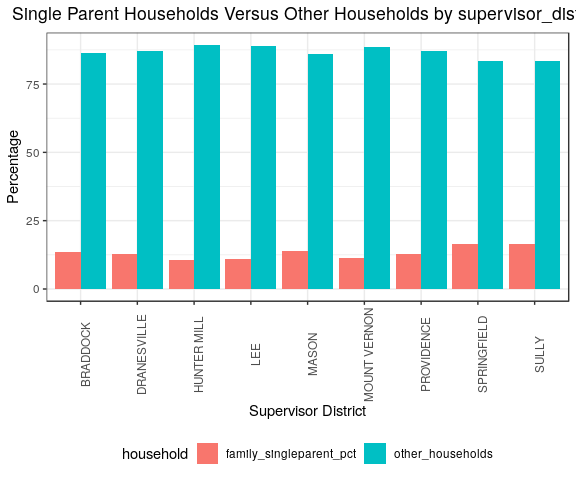 Single Parent Households Versus Other Households by supervisor_dis
Percentage
75
50
25
0
BRADDOCK
DRANESVILLE
HUNTER MILL
LEE
MASON
MOUNT VERNON
PROVIDENCE
SPRINGFIELD
SULLY
Supervisor District
household
family_singleparent_pct
other_households